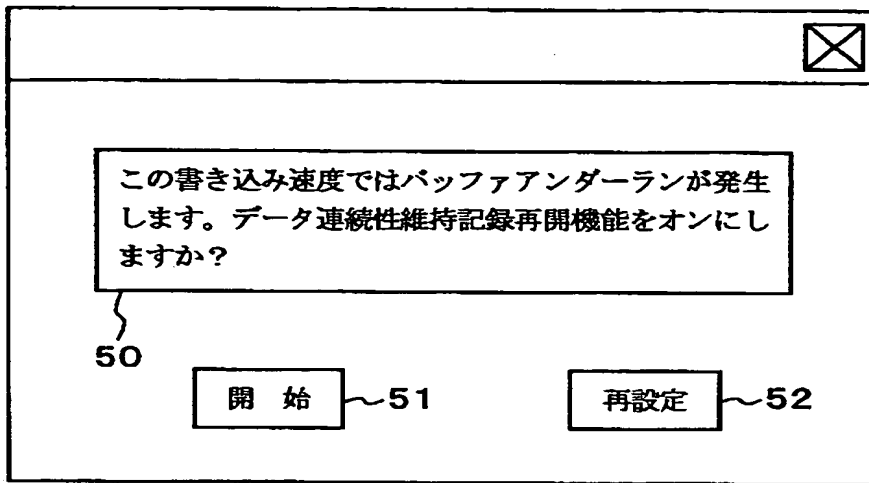 この書き込み速度ではバッファアンダーランが発生
します。データ連続性維持記録再開機能をオンにし
ますか？
50
開　始
51
再設定
52